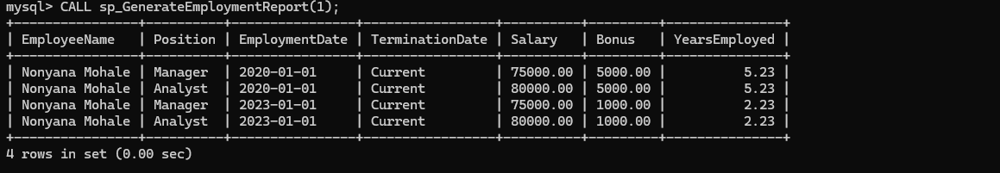 mysql> CALL sp_GenerateEmploymentReport(1);
+----------------+----------+----------------+-----------------+----------+---------+---------------+
| EmployeeName   | Position | EmploymentDate | TerminationDate | Salary   | Bonus   | YearsEmployed |
+----------------+----------+----------------+-----------------+----------+---------+---------------+
| Nonyana Mohale | Manager  | 2020-01-01     | Current         | 75000.00 | 5000.00 |          5.23 |
| Nonyana Mohale | Analyst  | 2020-01-01     | Current         | 80000.00 | 5000.00 |          5.23 |
| Nonyana Mohale | Manager  | 2023-01-01     | Current         | 75000.00 | 1000.00 |          2.23 |
| Nonyana Mohale | Analyst  | 2023-01-01     | Current         | 80000.00 | 1000.00 |          2.23 |
+----------------+----------+----------------+-----------------+----------+---------+---------------+
4 rows in set (0.00 sec)